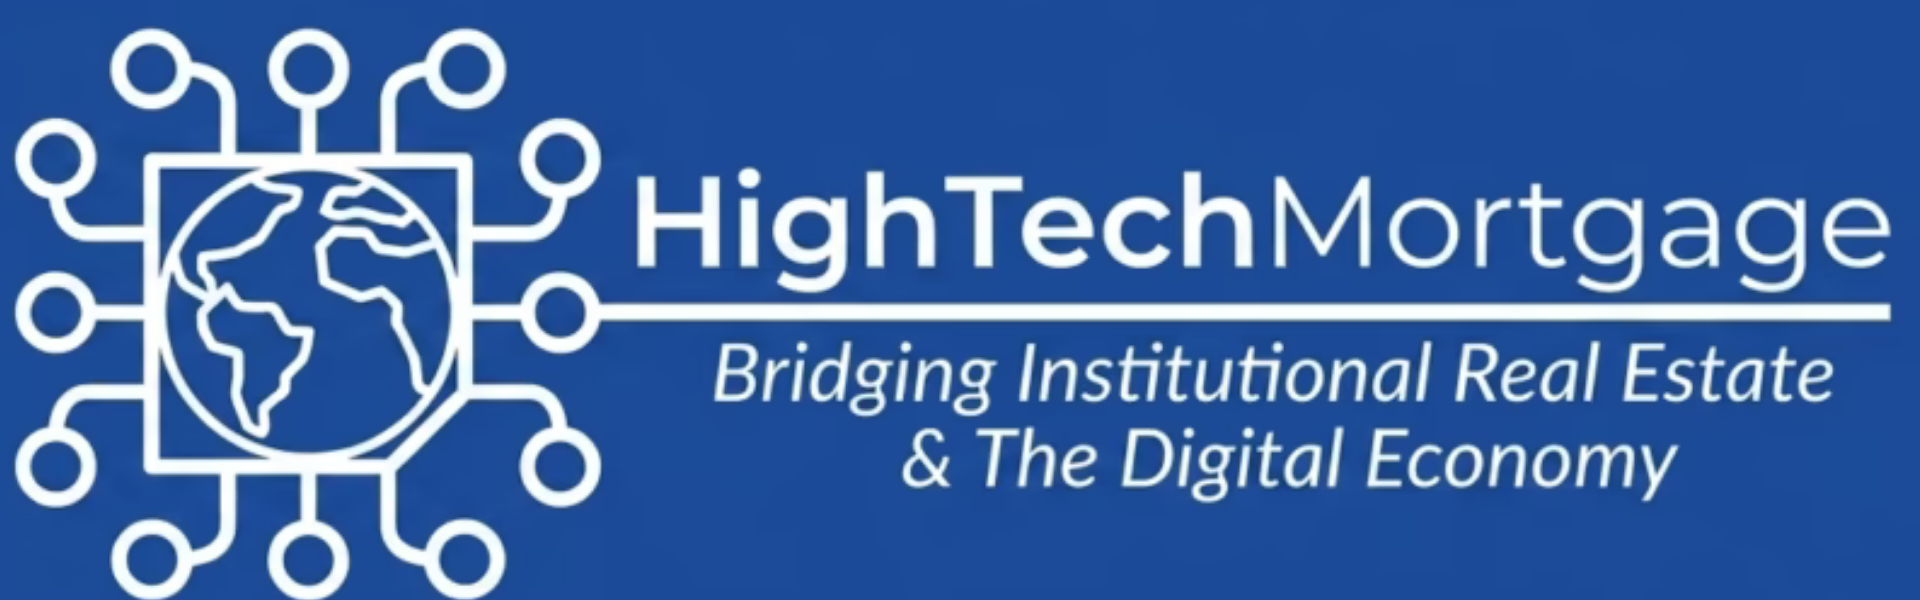 HighTechMortgage
Bridging Institutional Real Estate
& The Digital Economy